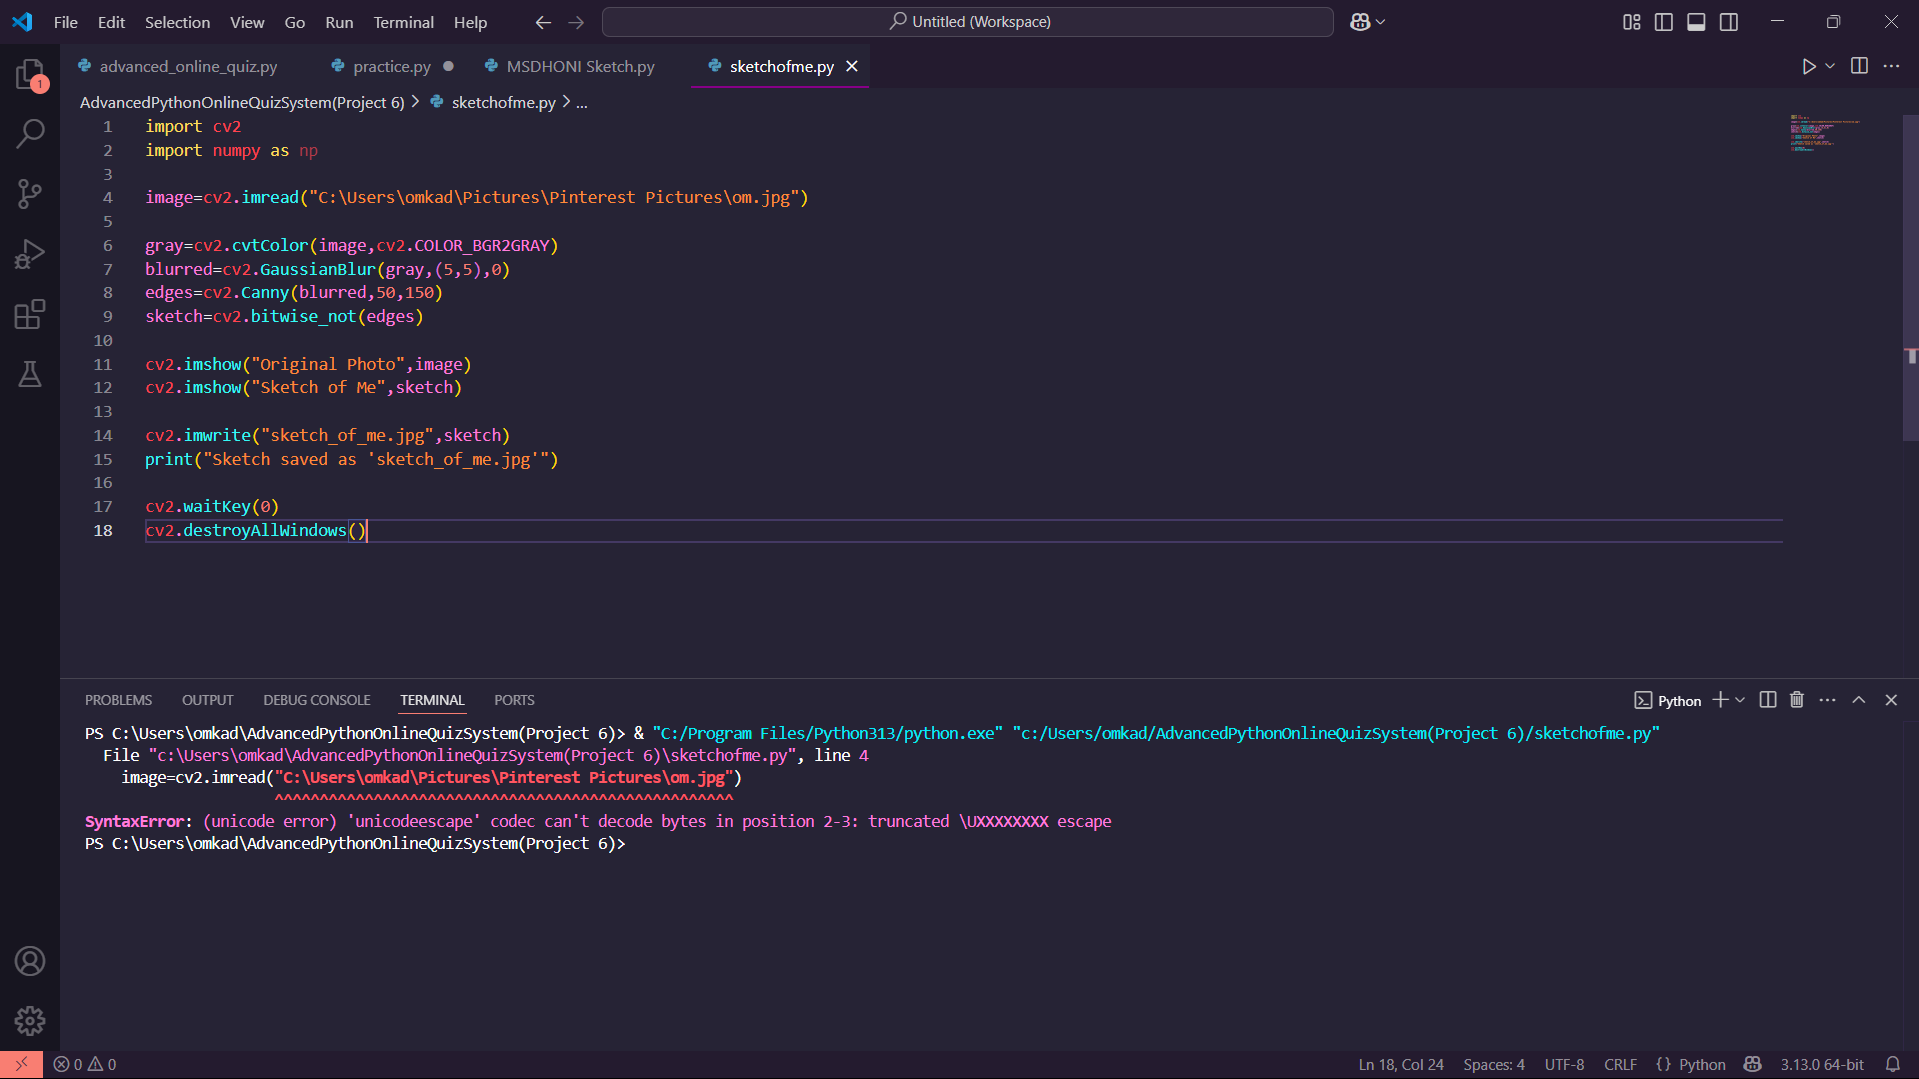 File Edit Selection View Go Run Terminal Help Untitled (Workspace)
1 advanced_online_quiz.py practice.py MSDHONI Sketch.py sketchofme.py
AdvancedPythonOnlineQuizSystem(Project 6) > sketchofme.py > ...
1 import cv2
2 import numpy as np
3
4 image=cv2.imread("C:\Users\omkad\Pictures\Pinterest Pictures\om.jpg")
5
6 gray=cv2.cvtColor(image,cv2.COLOR_BGR2GRAY)
7 blurred=cv2.GaussianBlur(gray,(5,5),0)
8 edges=cv2.Canny(blurred,50,150)
9 sketch=cv2.bitwise_not(edges)
10
11 cv2.imshow("Original Photo",image)
12 cv2.imshow("Sketch of Me",sketch)
13
14 cv2.imwrite("sketch_of_me.jpg",sketch)
15 print("Sketch saved as 'sketch_of_me.jpg'")
16
17 cv2.waitKey(0)
18 cv2.destroyAllWindows()
PROBLEMS OUTPUT DEBUG CONSOLE TERMINAL PORTS Python
PS C:\Users\omkad\AdvancedPythonOnlineQuizSystem(Project 6)> & "C:/Program Files/Python313/python.exe" "c:/Users/omkad/AdvancedPythonOnlineQuizSystem(Project 6)/sketchofme.py"
File "c:\Users\omkad\AdvancedPythonOnlineQuizSystem(Project 6)\sketchofme.py", line 4
image=cv2.imread("C:\Users\omkad\Pictures\Pinterest Pictures\om.jpg")
^^^^^^^^^^^^^^^^^^^^^^^^^^^^^^^^^^^^^^^^^^^^^^^^^^^
SyntaxError: (unicode error) 'unicodeescape' codec can't decode bytes in position 2-3: truncated \UXXXXXXXX escape
PS C:\Users\omkad\AdvancedPythonOnlineQuizSystem(Project 6)>
0 0 Ln 18, Col 24 Spaces: 4 UTF-8 CRLF {} Python 3.13.0 64-bit